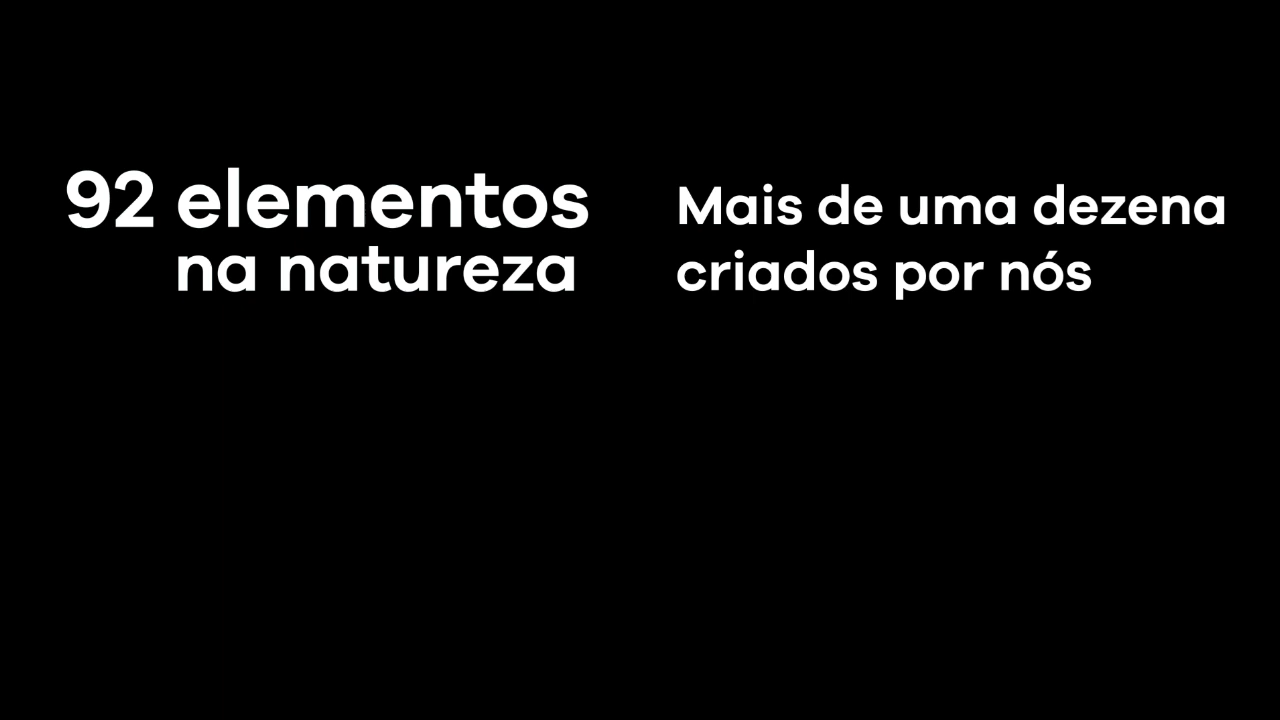 92 elementos
na natureza
Mais de uma dezena
criados por nós